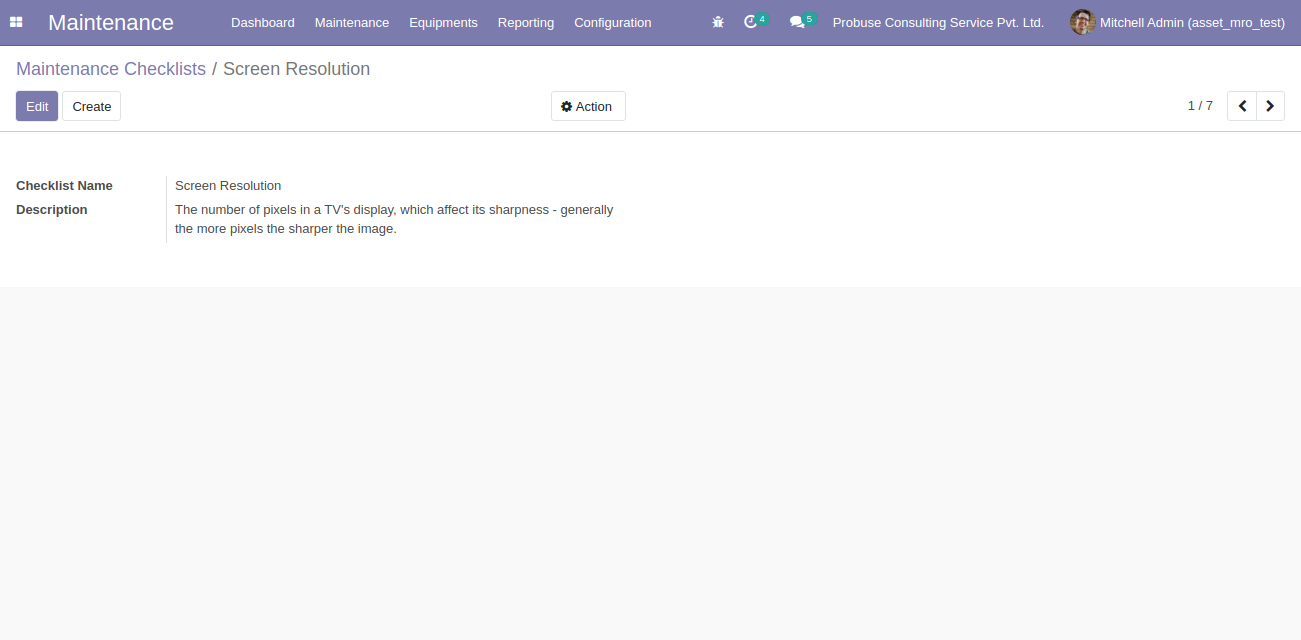 Maintenance Dashboard Maintenance Equipments Reporting Configuration 4 5 Probuse Consulting Service Pvt. Ltd. Mitchell Admin (asset_mro_test)
Maintenance Checklists / Screen Resolution
Edit Create Action 1 / 7
Checklist Name Screen Resolution
Description The number of pixels in a TV's display, which affect its sharpness - generally
the more pixels the sharper the image.